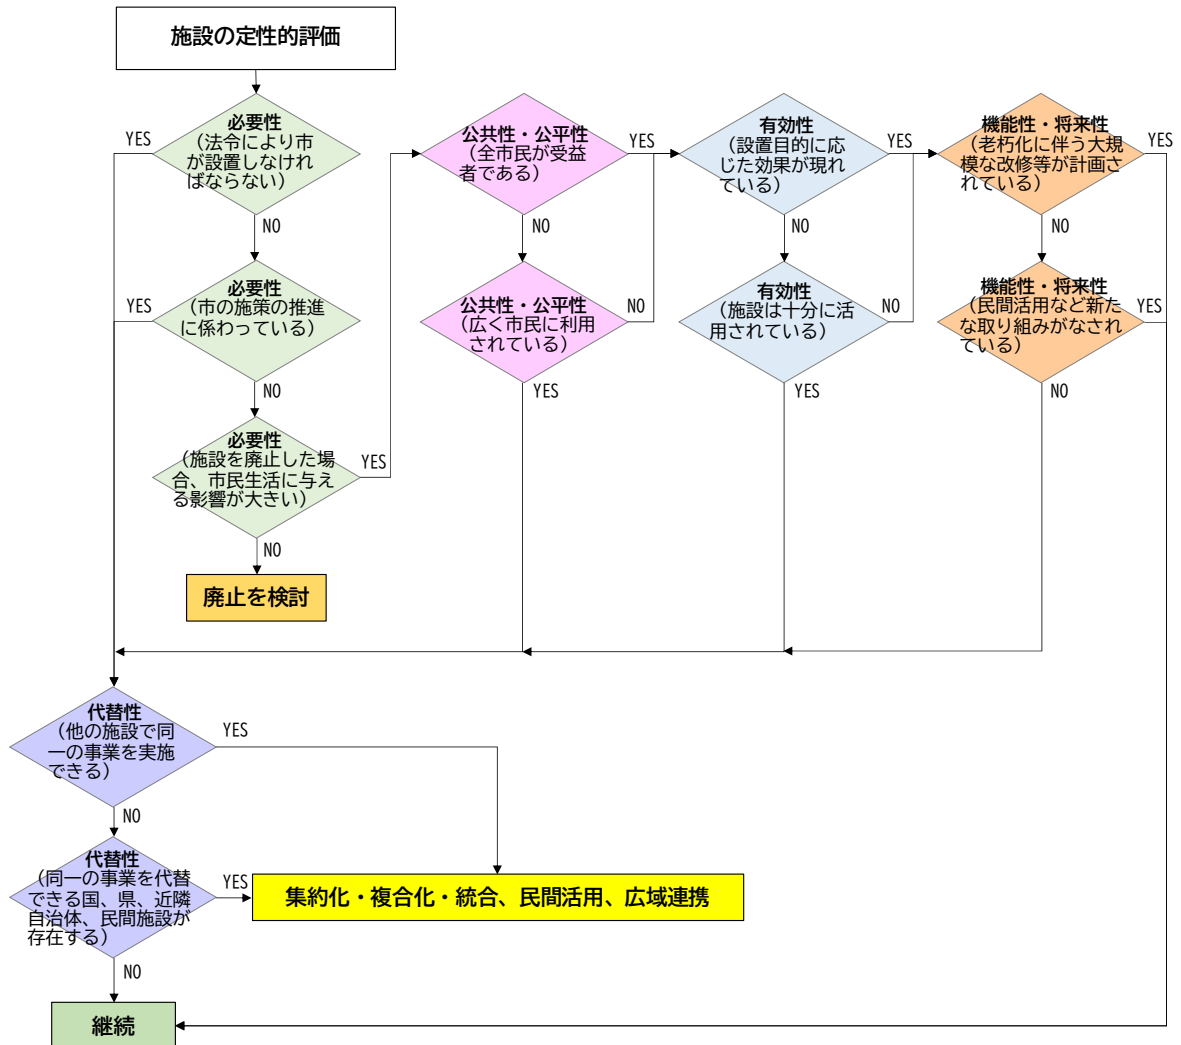 施設の定性的評価
必要性
（法令により市
が設置しなけれ
ばならない）
YES
NO
必要性
（市の施策の推進
に係わっている）
YES
NO
必要性
（施設を廃止した場
合、市民生活に与え
る影響が大きい）
YES
NO
廃止を検討
公共性・公平性
（全市民が受益
者である）
YES
NO
公共性・公平性
（広く市民に利用
されている）
NO
YES
有効性
（設置目的に応
じた効果が現れ
ている）
YES
NO
有効性
（施設は十分に活
用されている）
NO
YES
機能性・将来性
（老朽化に伴う大規
模な改修等が計画さ
れている）
YES
NO
機能性・将来性
（民間活用など新た
な取り組みがなされ
ている）
YES
NO
代替性
（他の施設で同
一の事業を実施
できる）
YES
NO
代替性
（同一の事業を代替
できる国、県、近隣
自治体、民間施設が
存在する）
YES
NO
集約化・複合化・統合、民間活用、広域連携
継続